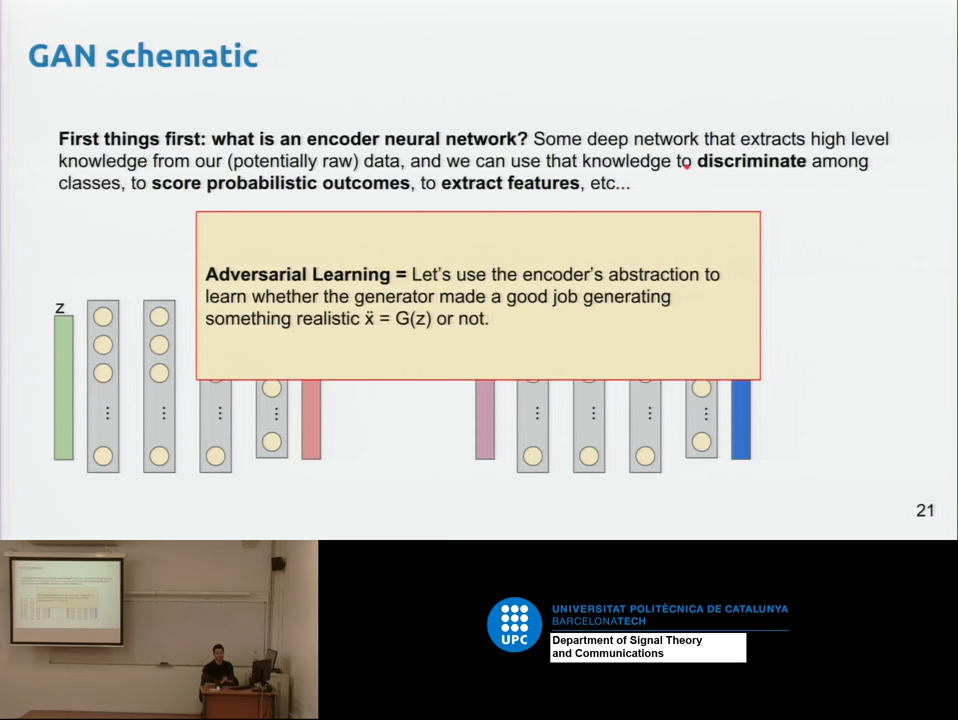 GAN schematic
First things first: what is an encoder neural network? Some deep network that extracts high level
knowledge from our (potentially raw) data, and we can use that knowledge to discriminate among
classes, to score probabilistic outcomes, to extract features, etc...
Adversarial Learning = Let's use the encoder's abstraction to
learn whether the generator made a good job generating
something realistic ẍ = G(z) or not.
z
21
UPC
UNIVERSITAT POLITÈCNICA DE CATALUNYA
BARCELONATECH
Department of Signal Theory
and Communications